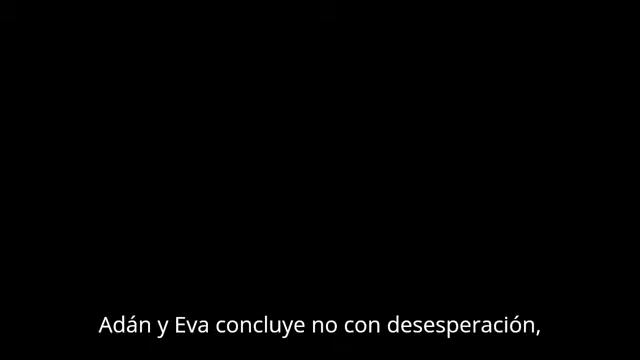 Adán y Eva concluye no con desesperación,